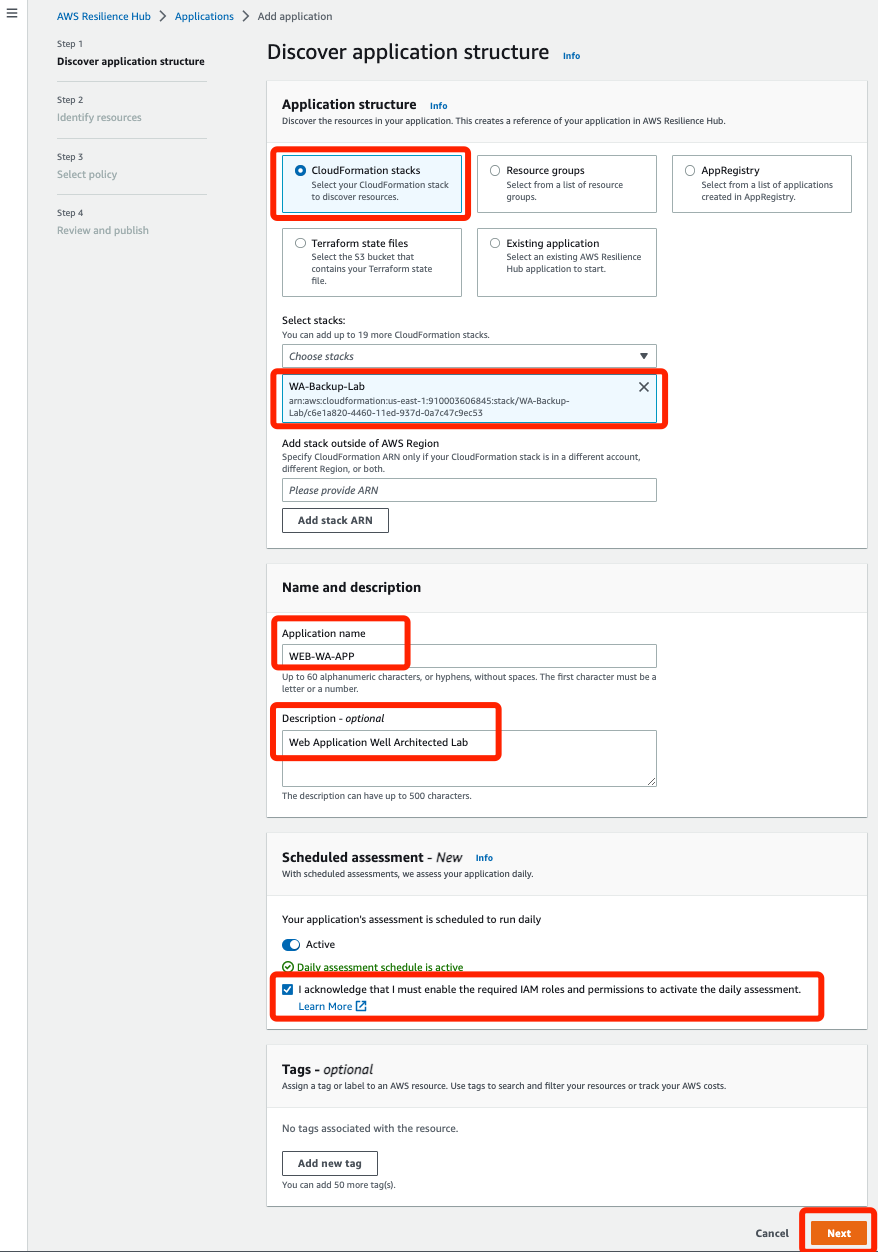 AWS Resilience Hub > Applications > Add application
Step 1
Discover application structure
Step 2
Identify resources
Step 3
Select policy
Step 4
Review and publish
Discover application structure Info
Application structure Info
Discover the resources in your application. This creates a reference of your application in AWS Resilience Hub.
CloudFormation stacks
Select your CloudFormation stack
to discover resources.
Resource groups
Select from a list of resource
groups.
AppRegistry
Select from a list of applications
created in AppRegistry.
Terraform state files
Select the S3 bucket that
contains your Terraform state
file.
Existing application
Select an existing AWS Resilience
Hub application to start.
Select stacks:
You can add up to 19 more CloudFormation stacks.
Choose stacks
WA-Backup-Lab
arn:aws:cloudformation:us-east-1:910003606845:stack/WA-Backup-
Lab/c6e1a820-4460-11ed-937d-0a7c47c9ec53
Add stack outside of AWS Region
Specify CloudFormation ARN only if your CloudFormation stack is in a different account,
different Region, or both.
Please provide ARN
Add stack ARN
Name and description
Application name
WEB-WA-APP
Up to 60 alphanumeric characters, or hyphens, without spaces. The first character must be a
letter or a number.
Description - optional
Web Application Well Architected Lab
The description can have up to 500 characters.
Scheduled assessment - New Info
With scheduled assessments, we assess your application daily.
Your application's assessment is scheduled to run daily
Active
Daily assessment schedule is active
I acknowledge that I must enable the required IAM roles and permissions to activate the daily assessment.
Learn More
Tags - optional
Assign a tag or label to an AWS resource. Use tags to search and filter your resources or track your AWS costs.
No tags associated with the resource.
Add new tag
You can add 50 more tag(s).
Cancel
Next